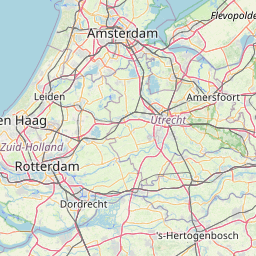 Flevopolde
Amsterdam
Leiden
Amersfoort
en Haag
Utrecht
Zuid-Holland
Rotterdam
Dordrecht
's-Hertogenbosch